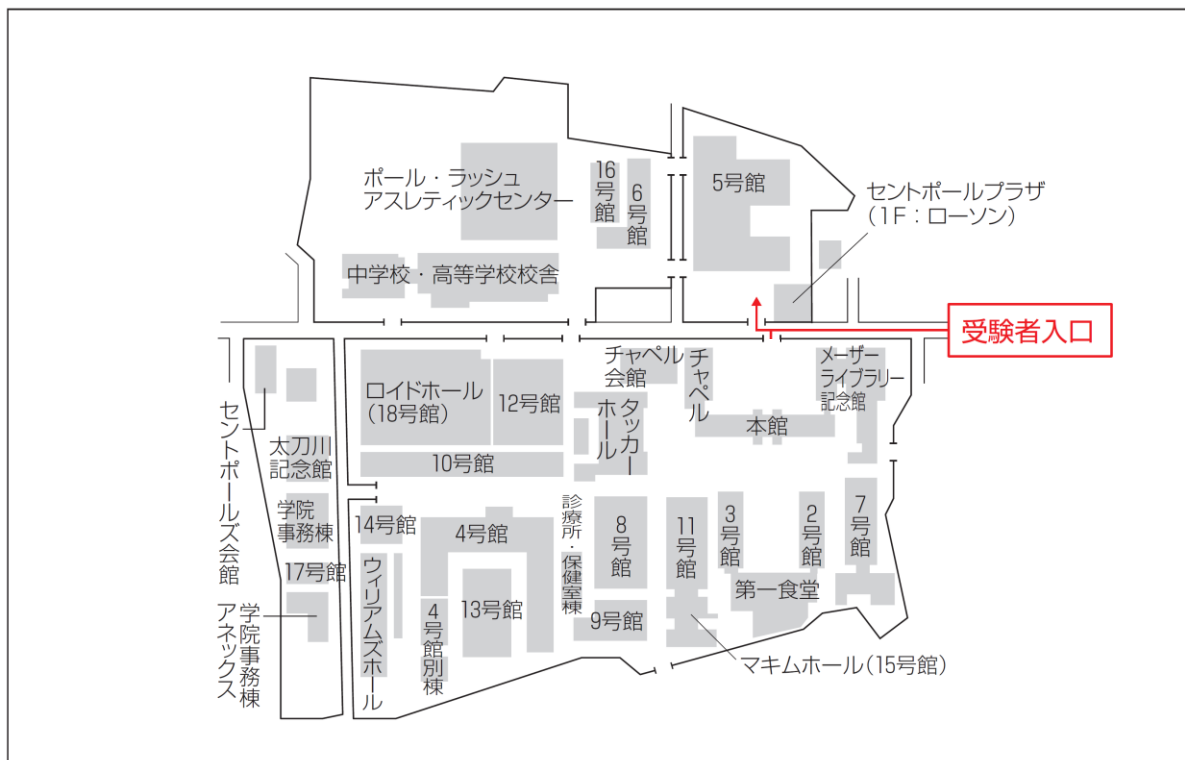 ポール・ラッシュ
アスレティックセンター
16号館
6号館
5号館
セントポールプラザ
(1F：ローソン)
中学校・高等学校校舎
受験者入口
ロイドホール
(18号館)
12号館
チャペル
会館
チャペル
メーザー
ライブラリー
記念館
タッカー
ホール
本館
セントポールズ会館
太刀川
記念館
10号館
学院
事務棟
14号館
4号館
診療所・保健室棟
8号館
11号館
3号館
2号館
7号館
17号館
ウィリアムズホール
13号館
4号館別棟
9号館
第一食堂
学院事務棟
アネックス
マキムホール(15号館)